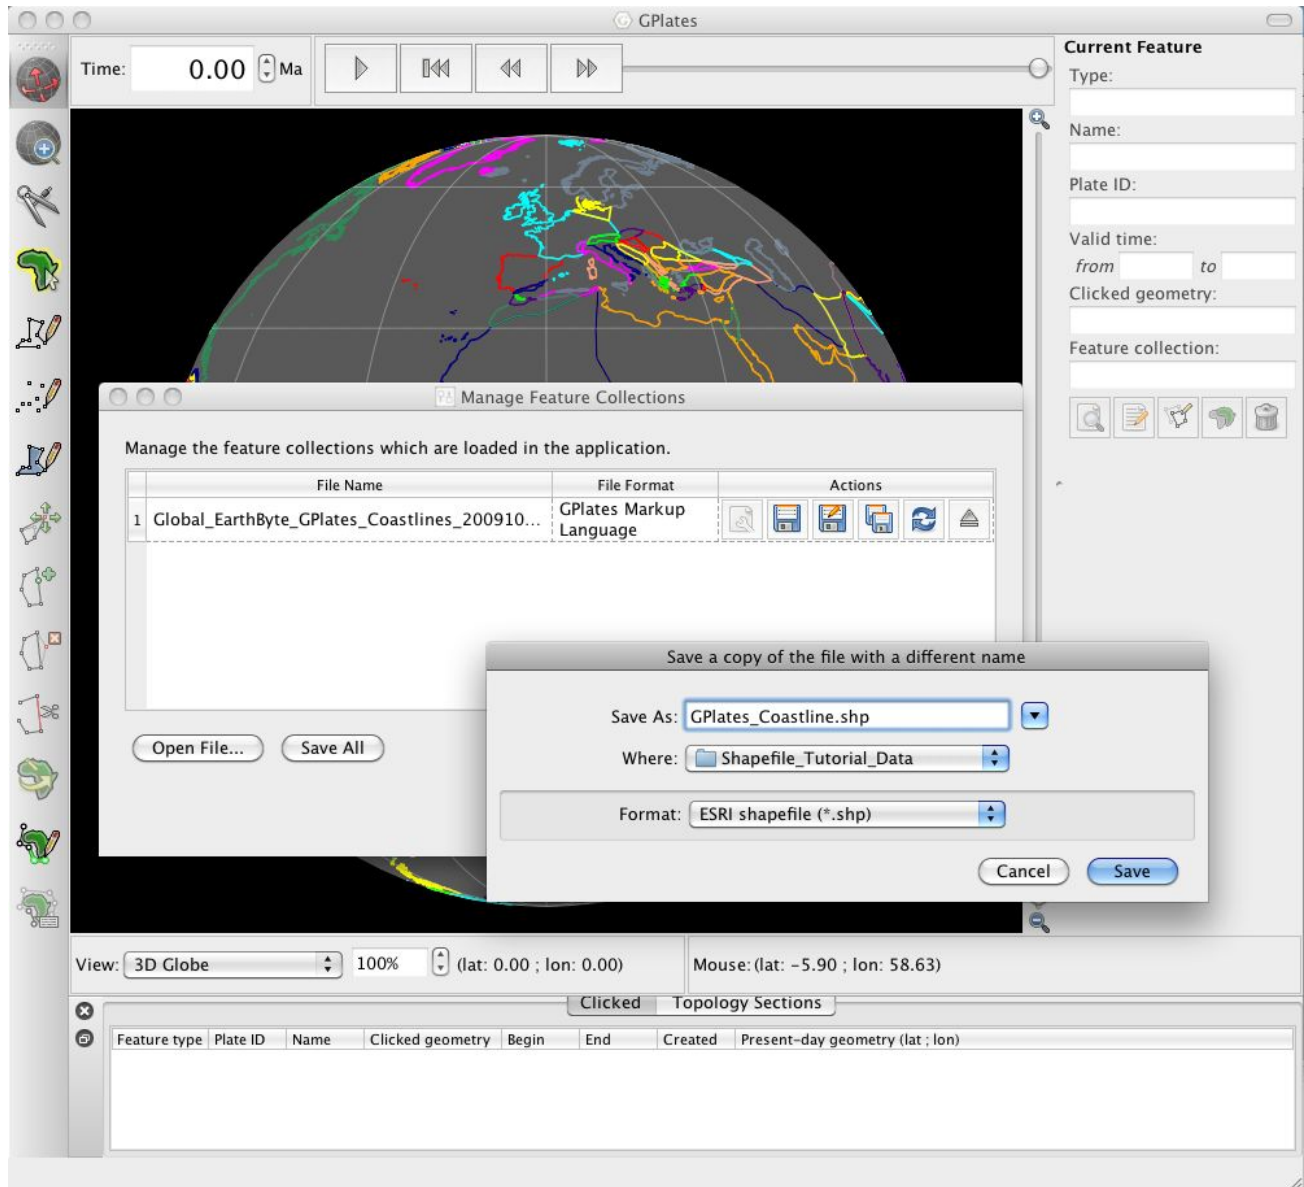 GPlates
Time: 0.00 Ma
Current Feature
Type:
Name:
Plate ID:
Valid time:
from to
Clicked geometry:
Feature collection:
Manage Feature Collections
Manage the feature collections which are loaded in the application.
File Name File Format Actions
1 Global_EarthByte_GPlates_Coastlines_200910... GPlates Markup
Language
Open File... Save All
Save a copy of the file with a different name
Save As: GPlates_Coastline.shp
Where: Shapefile_Tutorial_Data
Format: ESRI shapefile (*.shp)
Cancel Save
View: 3D Globe 100% (lat: 0.00 ; lon: 0.00) Mouse: (lat: -5.90 ; lon: 58.63)
Clicked Topology Sections
Feature type Plate ID Name Clicked geometry Begin End Created Present-day geometry (lat ; lon)